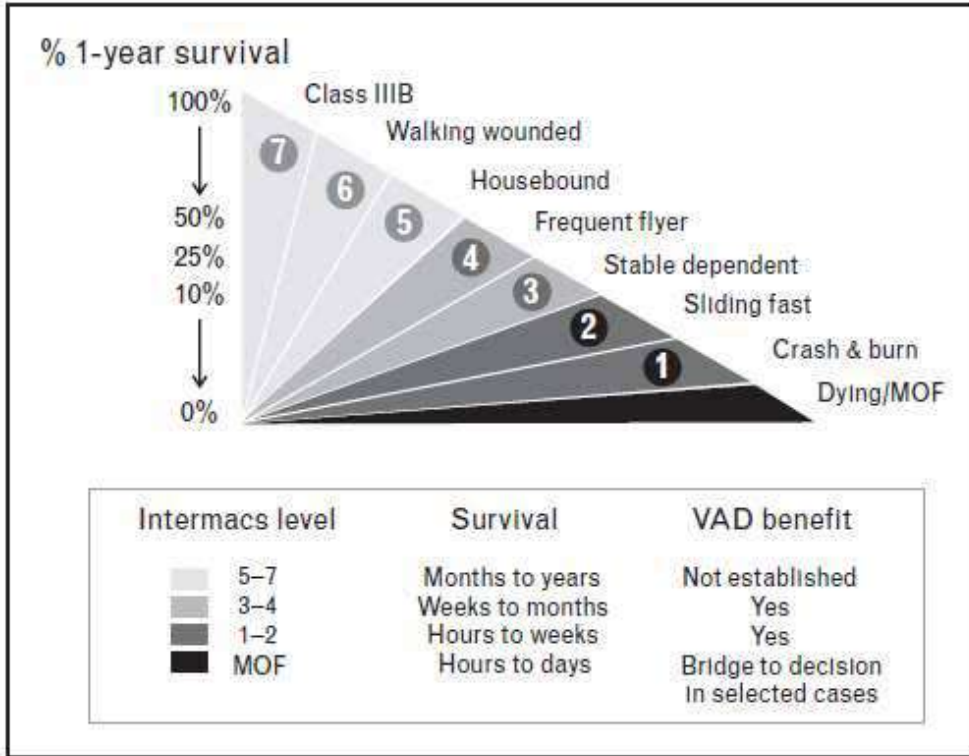 % 1-year survival
100%
Class IIIB
7
Walking wounded
6
Housebound
5
50%
Frequent flyer
4
25%
Stable dependent
3
10%
Sliding fast
2
Crash & burn
1
Dying/MOF
0%
Intermacs level Survival VAD benefit
5–7 Months to years Not established
3–4 Weeks to months Yes
1–2 Hours to weeks Yes
MOF Hours to days Bridge to decision
in selected cases